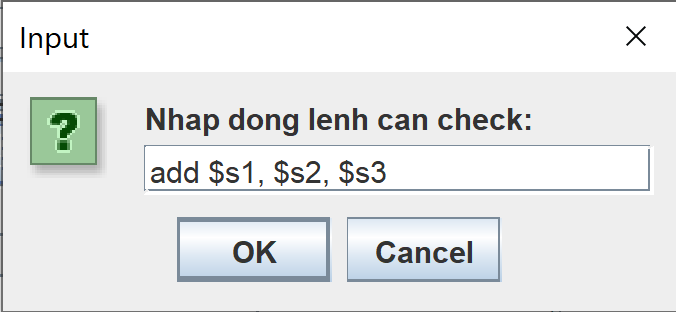 Input
Nhap dong lenh can check:
add $s1, $s2, $s3
OK Cancel